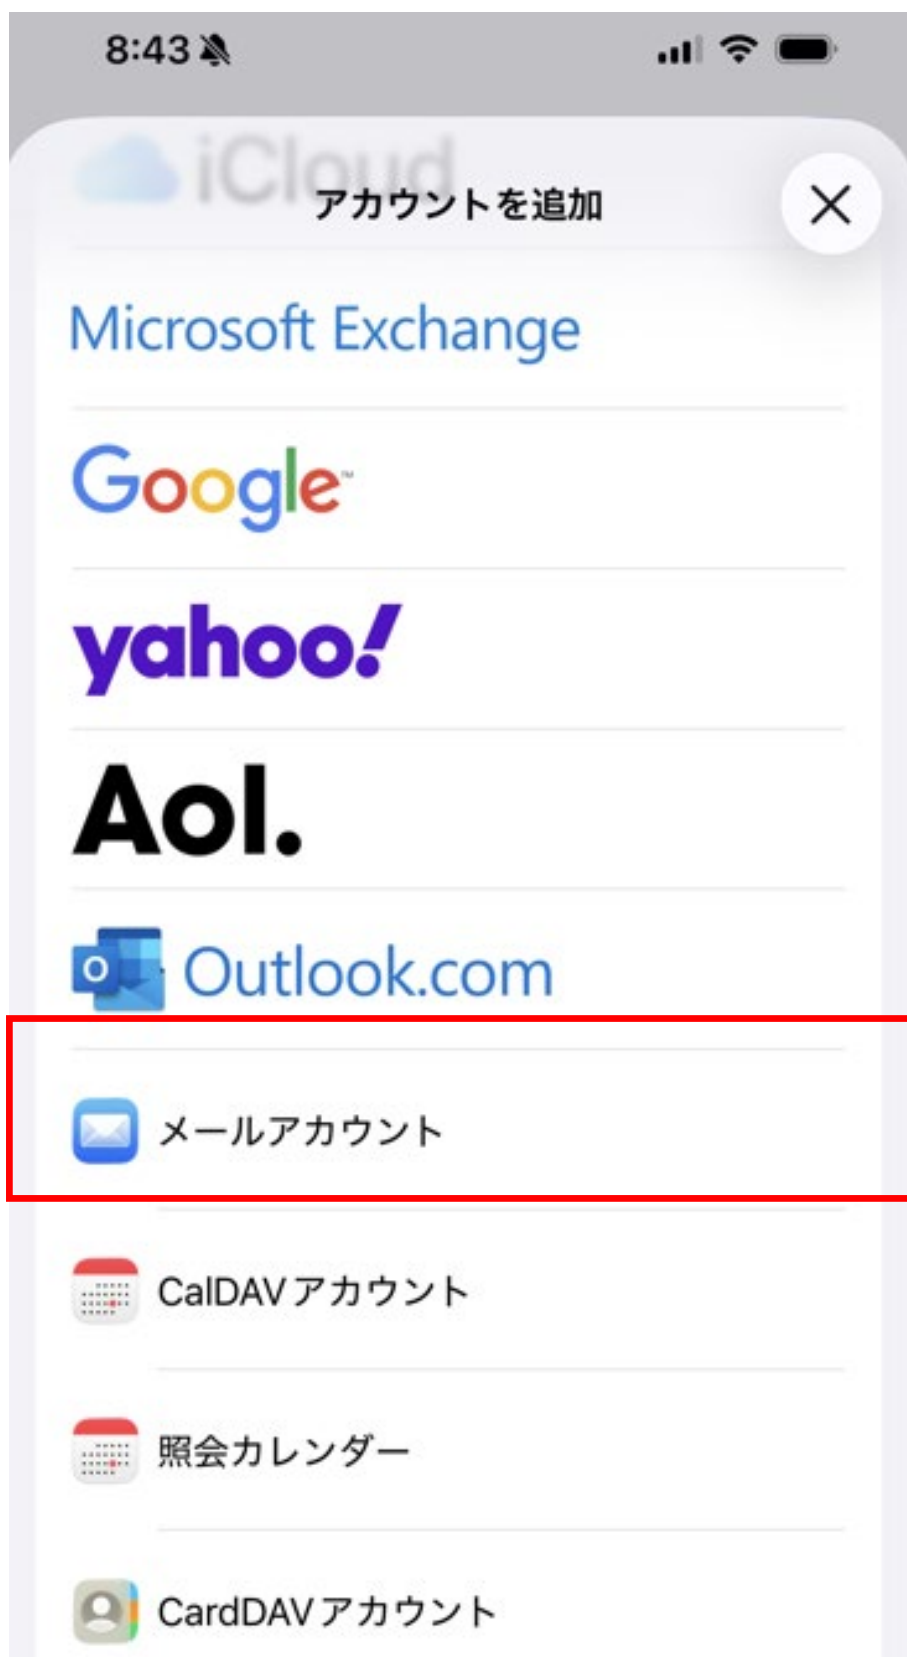 8:43
iCloud
アカウントを追加
Microsoft Exchange
Google™
yahoo!
Aol.
Outlook.com
メールアカウント
CalDAVアカウント
照会カレンダー
CardDAVアカウント